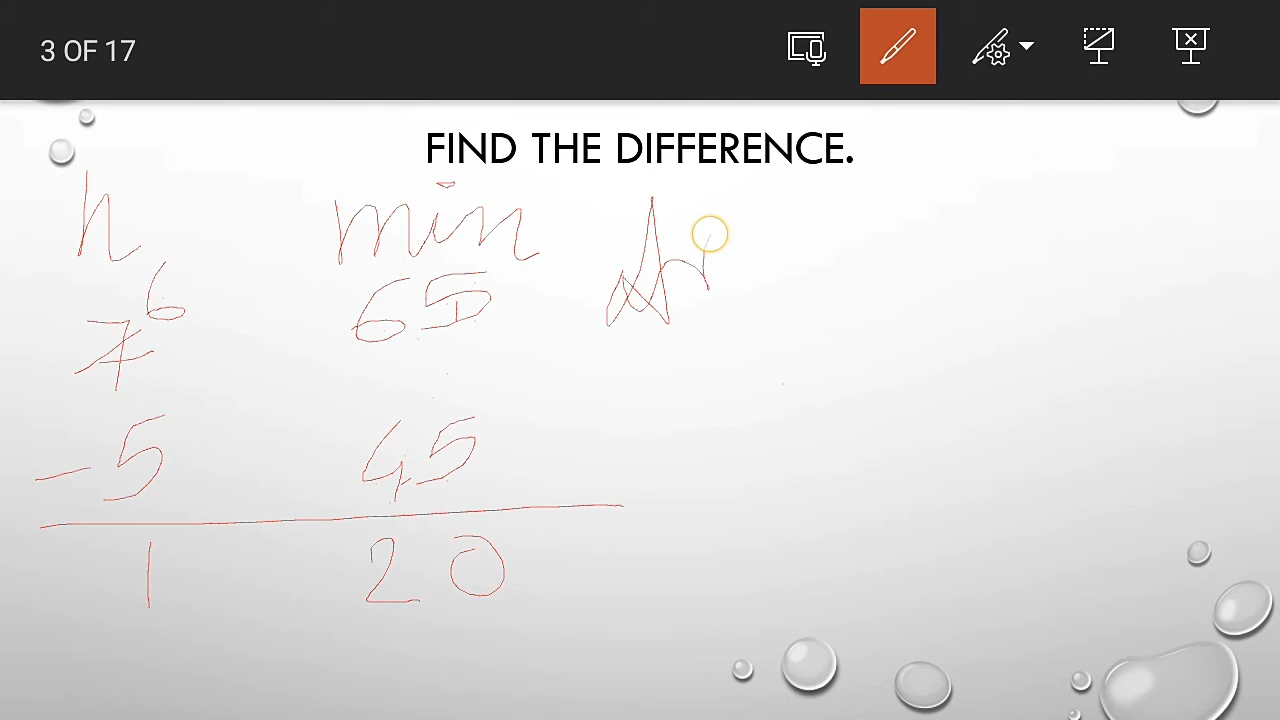 3 OF 17
FIND THE DIFFERENCE.
h min
6
7 65
- 5 45
1 20